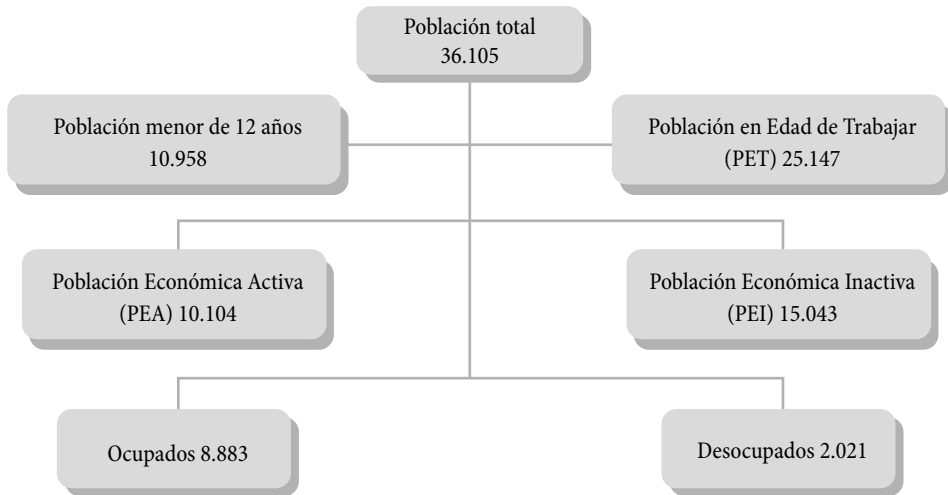 Población total
36.105
Población menor de 12 años
10.958
Población en Edad de Trabajar
(PET) 25.147
Población Económica Activa
(PEA) 10.104
Población Económica Inactiva
(PEI) 15.043
Ocupados 8.883
Desocupados 2.021